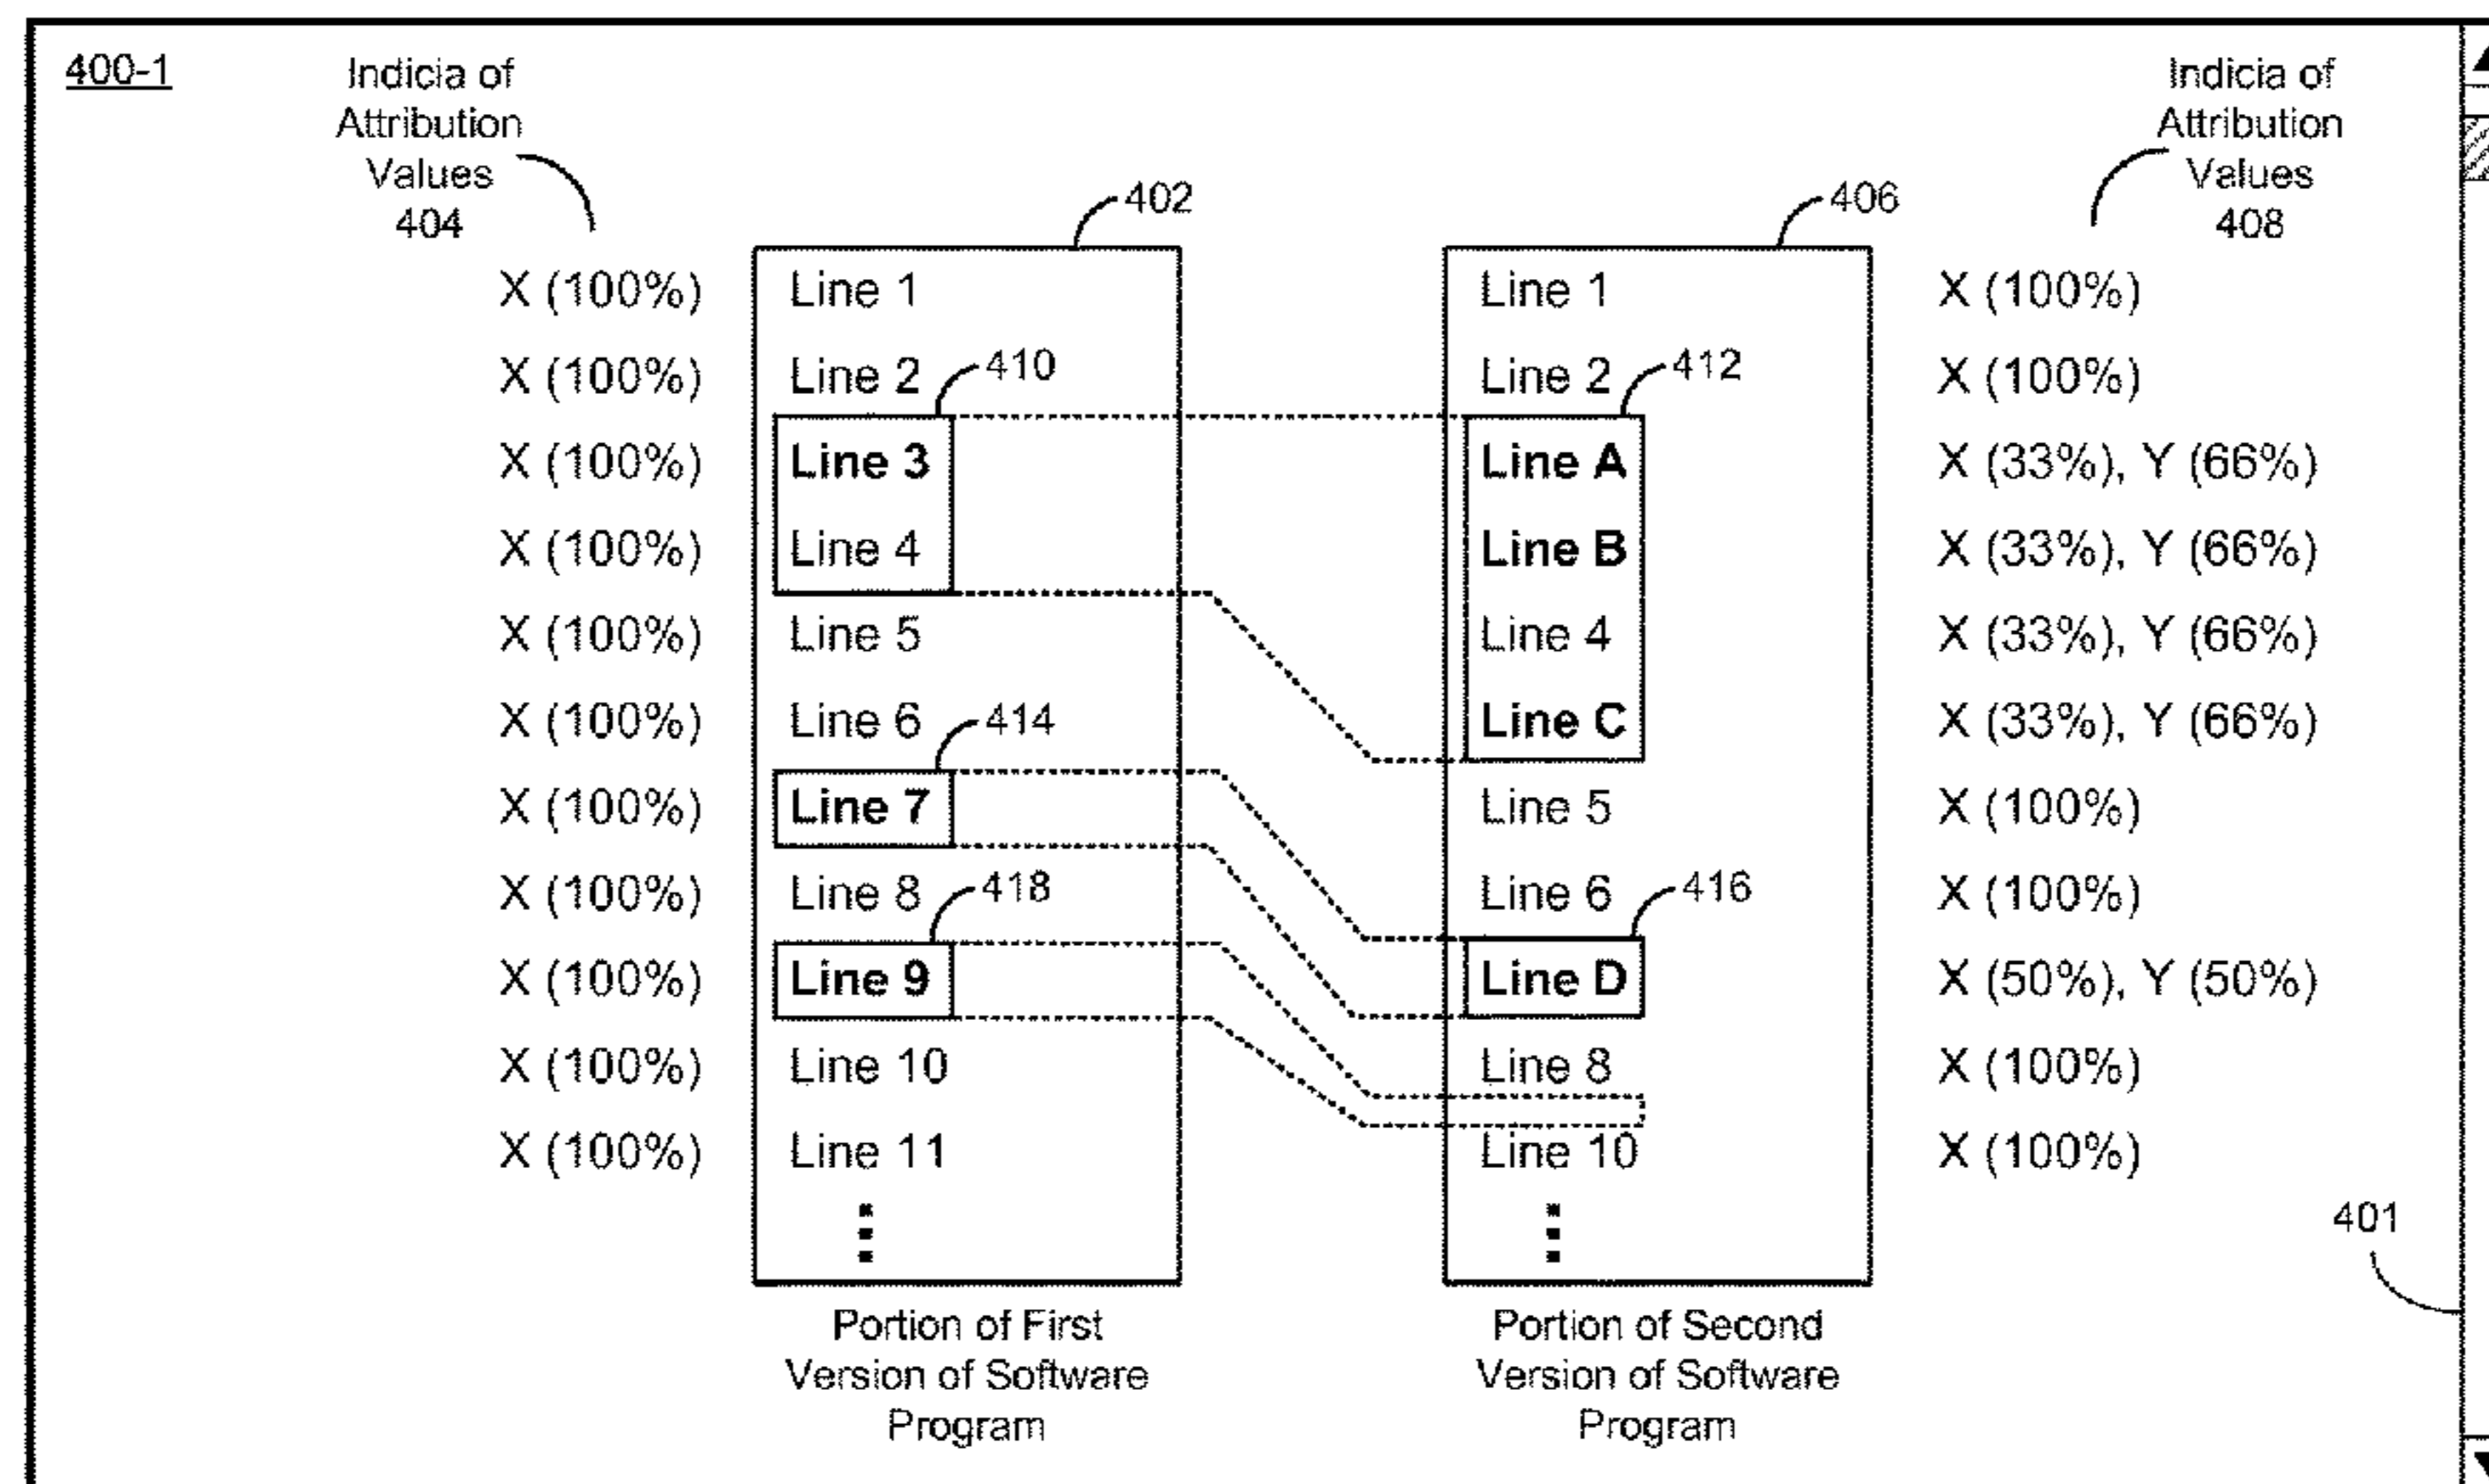 400-1
Indicia of
Attribution
Values
404
Indicia of
Attribution
Values
408
402
406
X (100%) Line 1 Line 1 X (100%)
410 412
X (100%) Line 2 Line 2 X (100%)
X (100%) Line 3 Line A X (33%), Y (66%)
X (100%) Line 4 Line B X (33%), Y (66%)
X (100%) Line 5 Line 4 X (33%), Y (66%)
X (100%) Line 6 414 Line C X (33%), Y (66%)
X (100%) Line 7 Line 5 X (100%)
X (100%) Line 8 418 Line 6 416 X (100%)
X (100%) Line 9 Line D X (50%), Y (50%)
X (100%) Line 10 Line 8 X (100%)
X (100%) Line 11 Line 10 X (100%)
401
Portion of First
Version of Software
Program
Portion of Second
Version of Software
Program